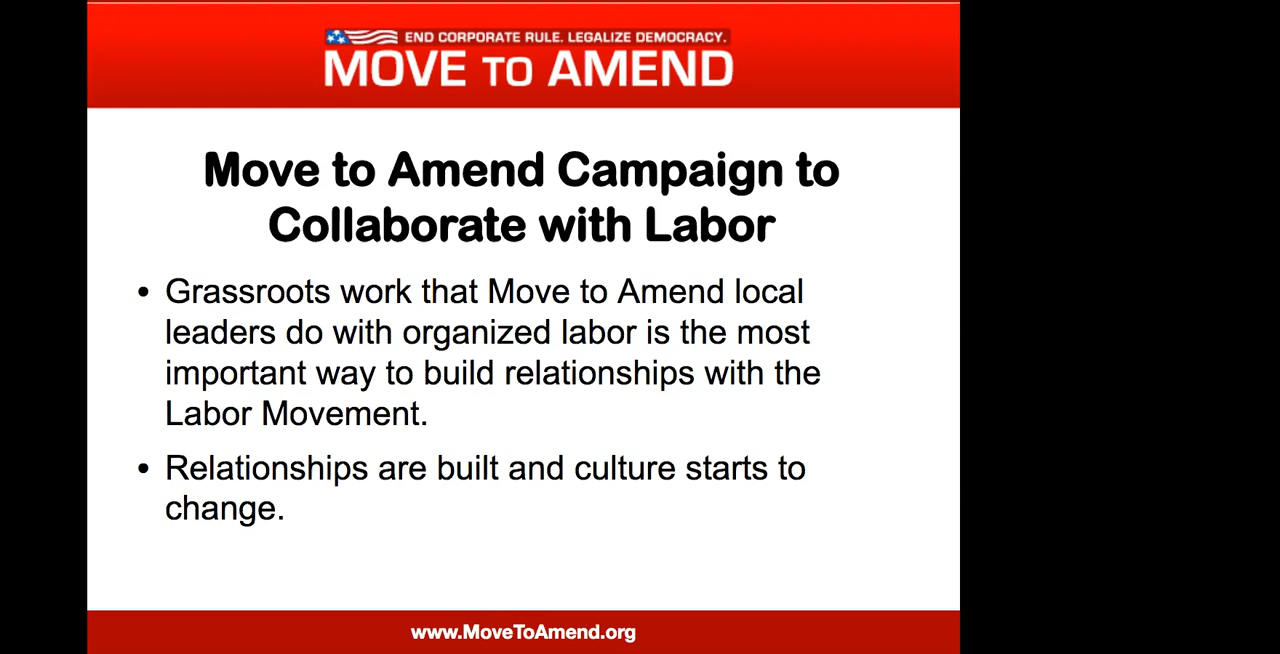 END CORPORATE RULE. LEGALIZE DEMOCRACY.
MOVE TO AMEND
Move to Amend Campaign to
Collaborate with Labor
• Grassroots work that Move to Amend local
leaders do with organized labor is the most
important way to build relationships with the
Labor Movement.
• Relationships are built and culture starts to
change.
www.MoveToAmend.org